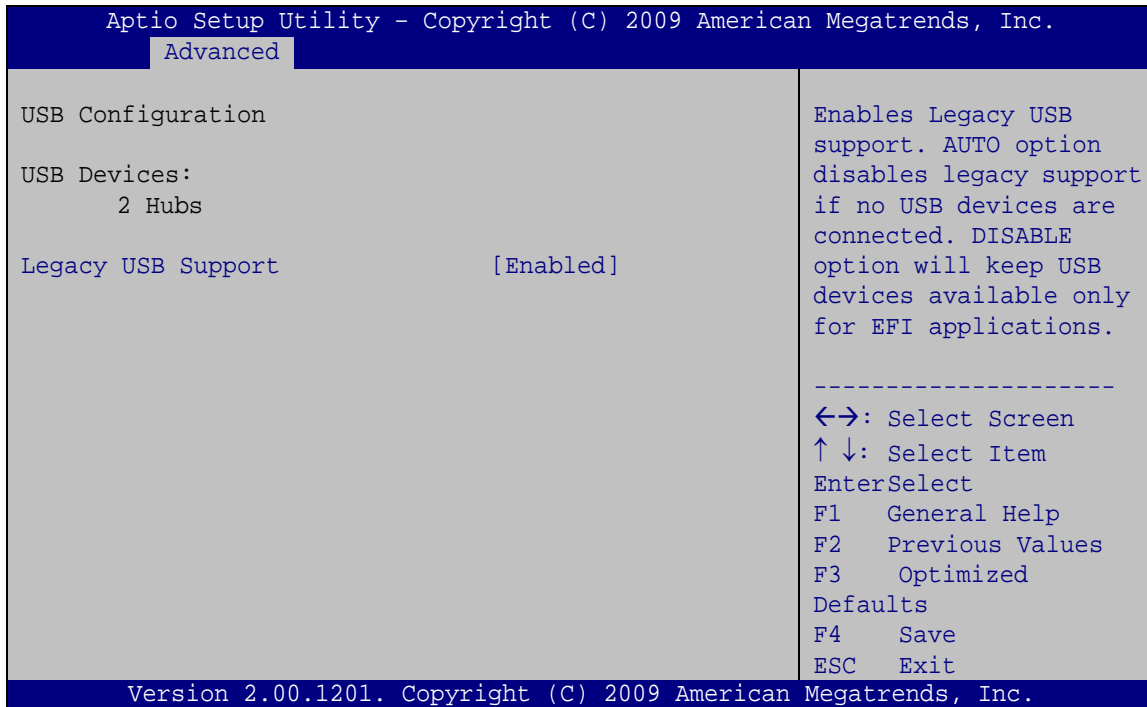 Aptio Setup Utility – Copyright (C) 2009 American Megatrends, Inc.
Advanced
USB Configuration
USB Devices:
2 Hubs
Legacy USB Support [Enabled]
Enables Legacy USB
support. AUTO option
disables legacy support
if no USB devices are
connected. DISABLE
option will keep USB
devices available only
for EFI applications.
---------------------
←→: Select Screen
↑ ↓: Select Item
EnterSelect
F1 General Help
F2 Previous Values
F3 Optimized
Defaults
F4 Save
ESC Exit
Version 2.00.1201. Copyright (C) 2009 American Megatrends, Inc.